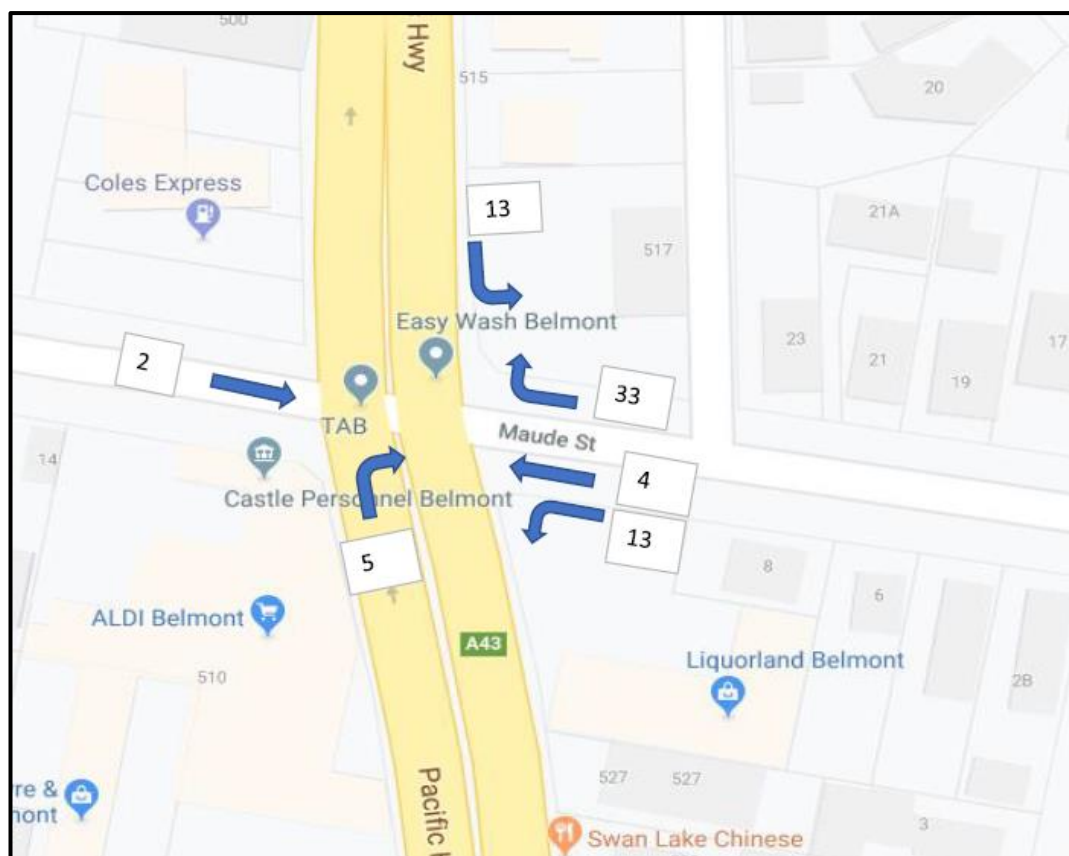 500
Hwy
515
20
Coles Express
13
21A
517
Easy Wash Belmont
17
23
21
19
2
33
TAB
Maude St
14
4
Castle Personnel Belmont
13
5
8
6
ALDI Belmont
A43
Liquorland Belmont
510
2B
Pacific
527
527
3
Swan Lake Chinese